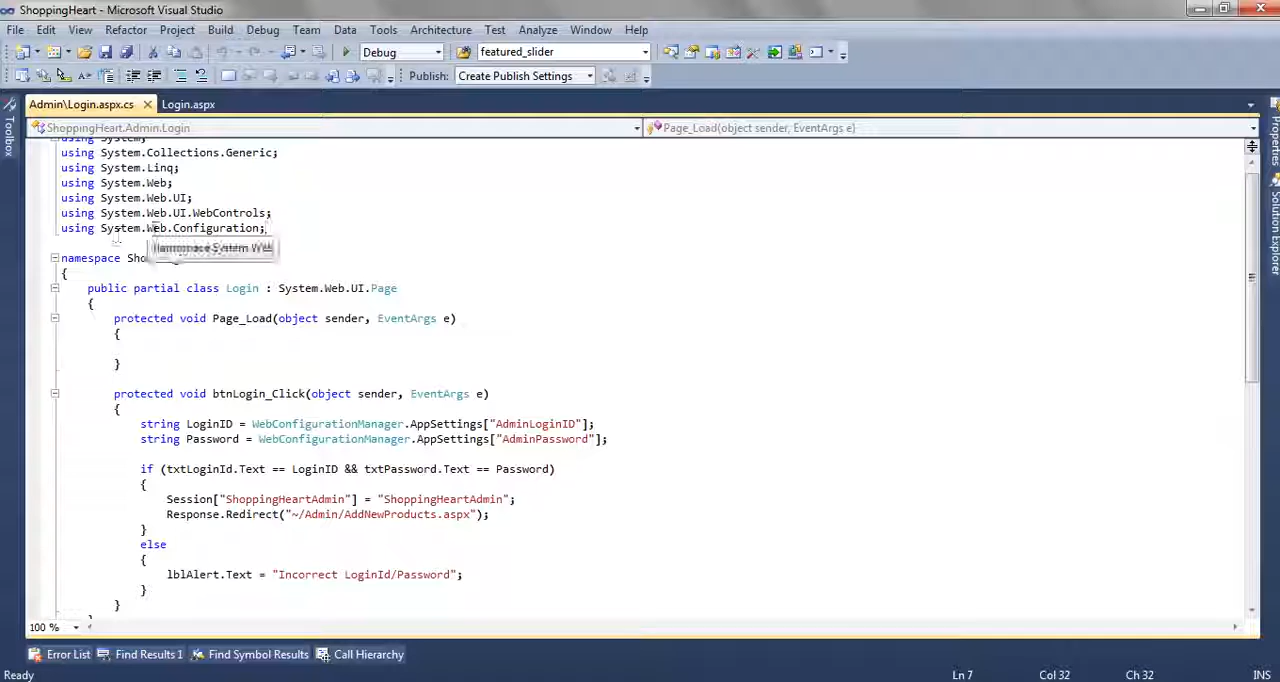 ShoppingHeart - Microsoft Visual Studio
File Edit View Refactor Project Build Debug Team Data Tools Architecture Test Analyze Window Help
Debug featured_slider
Publish: Create Publish Settings
Admin\Login.aspx.cs Login.aspx
ShoppingHeart.Admin.Login Page_Load(object sender, EventArgs e)
Toolbox
Properties
Solution Explorer
using System;
using System.Collections.Generic;
using System.Linq;
using System.Web;
using System.Web.UI;
using System.Web.UI.WebControls;
using System.Web.Configuration;
namespace Sho
{
public partial class Login : System.Web.UI.Page
{
protected void Page_Load(object sender, EventArgs e)
{
}
protected void btnLogin_Click(object sender, EventArgs e)
{
string LoginID = WebConfigurationManager.AppSettings["AdminLoginID"];
string Password = WebConfigurationManager.AppSettings["AdminPassword"];
if (txtLoginId.Text == LoginID && txtPassword.Text == Password)
{
Session["ShoppingHeartAdmin"] = "ShoppingHeartAdmin";
Response.Redirect("~/Admin/AddNewProducts.aspx");
}
else
{
lblAlert.Text = "Incorrect LoginId/Password";
}
}
100 %
Error List Find Results 1 Find Symbol Results Call Hierarchy
Ready Ln 7 Col 32 Ch 32 INS